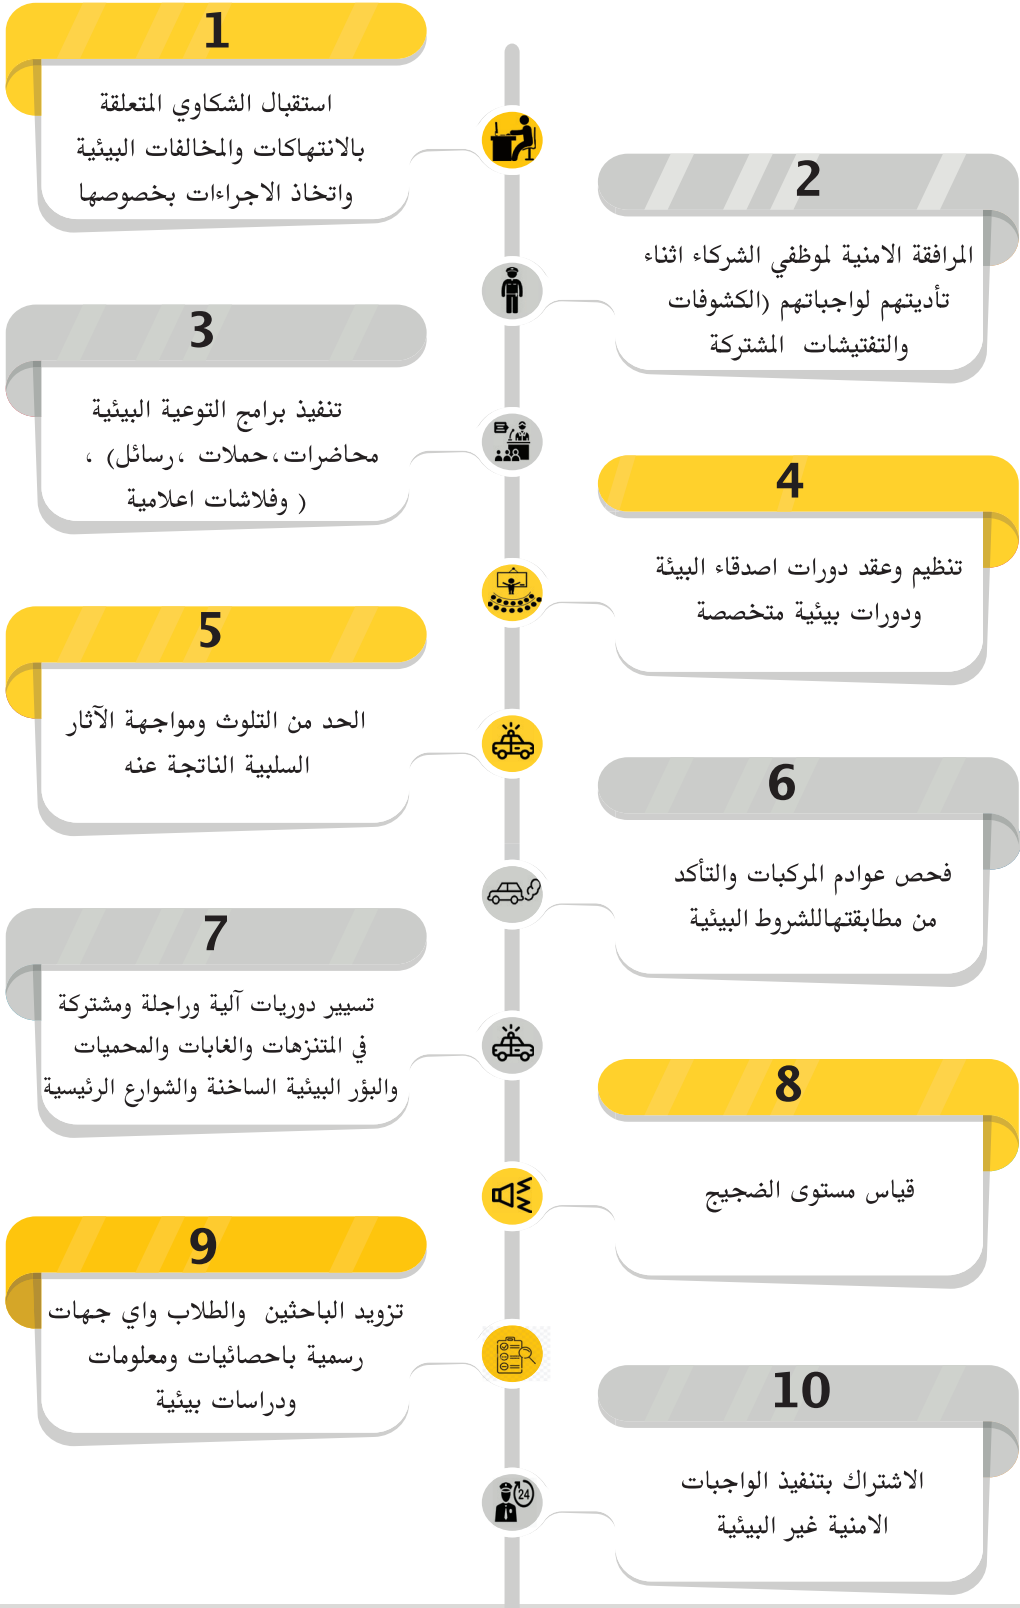 1
استقبال الشكاوي المتعلقة
بالانتهاكات والمخالفات البيئية
واتخاذ الاجراءات بخصوصها
2
المرافقة الامنية لموظفي الشركاء اثناء
تأديتهم لواجباتهم (الكشوفات
والتفتيشات المشتركة
3
تنفيذ برامج التوعية البيئية
محاضرات، حملات ،رسائل) ،
( وفلاشات اعلامية
4
تنظيم وعقد دورات اصدقاء البيئة
ودورات بيئية متخصصة
5
الحد من التلوث ومواجهة الآثار
السلبية الناتجة عنه
6
فحص عوادم المركبات والتأكد
من مطابقتهاللشروط البيئية
7
تسيير دوريات آلية وراجلة ومشتركة
في المتنزهات والغابات والمحميات
والبؤر البيئية الساخنة والشوارع الرئيسية
8
قياس مستوى الضجيج
9
تزويد الباحثين والطلاب واي جهات
رسمية باحصائيات ومعلومات
ودراسات بيئية
10
الاشتراك بتنفيذ الواجبات
الامنية غير البيئية
24